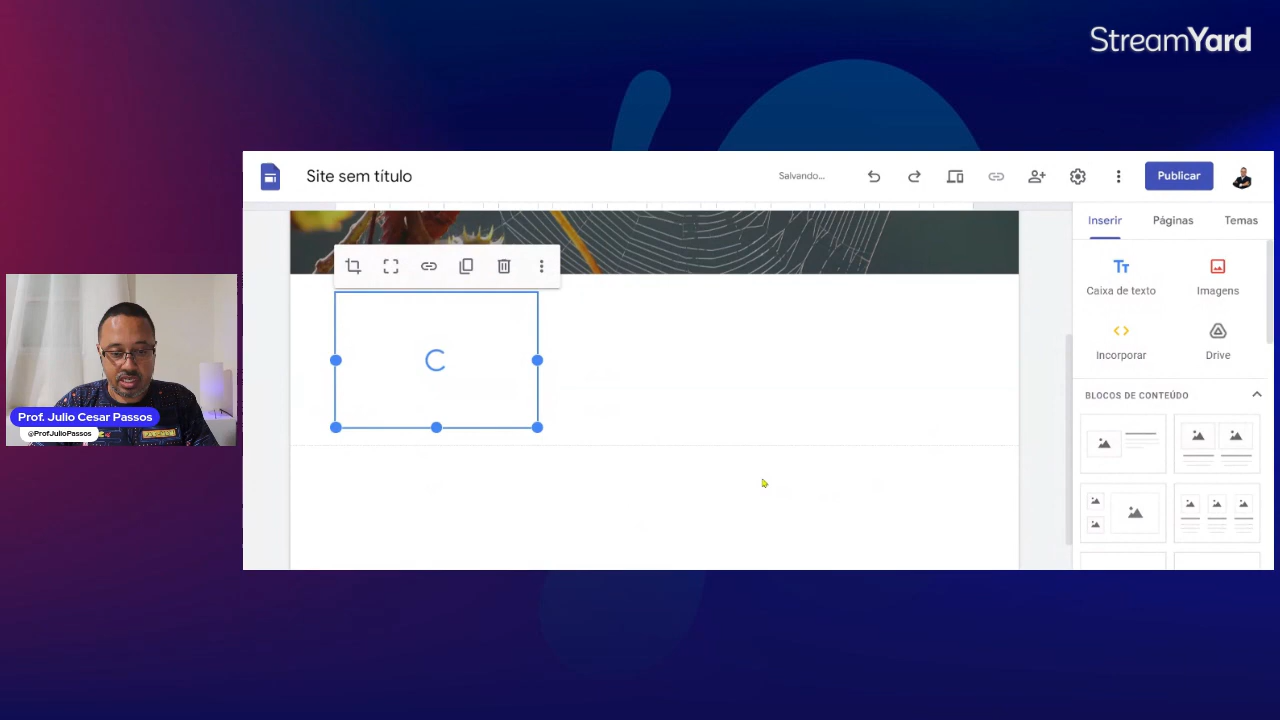 StreamYard
Site sem título
Salvando...
Publicar
Inserir
Páginas
Temas
Tт
Caixa de texto
Imagens
Incorporar
Drive
BLOCOS DE CONTEÚDO
Prof. Julio Cesar Passos
@ProfJulioPassos